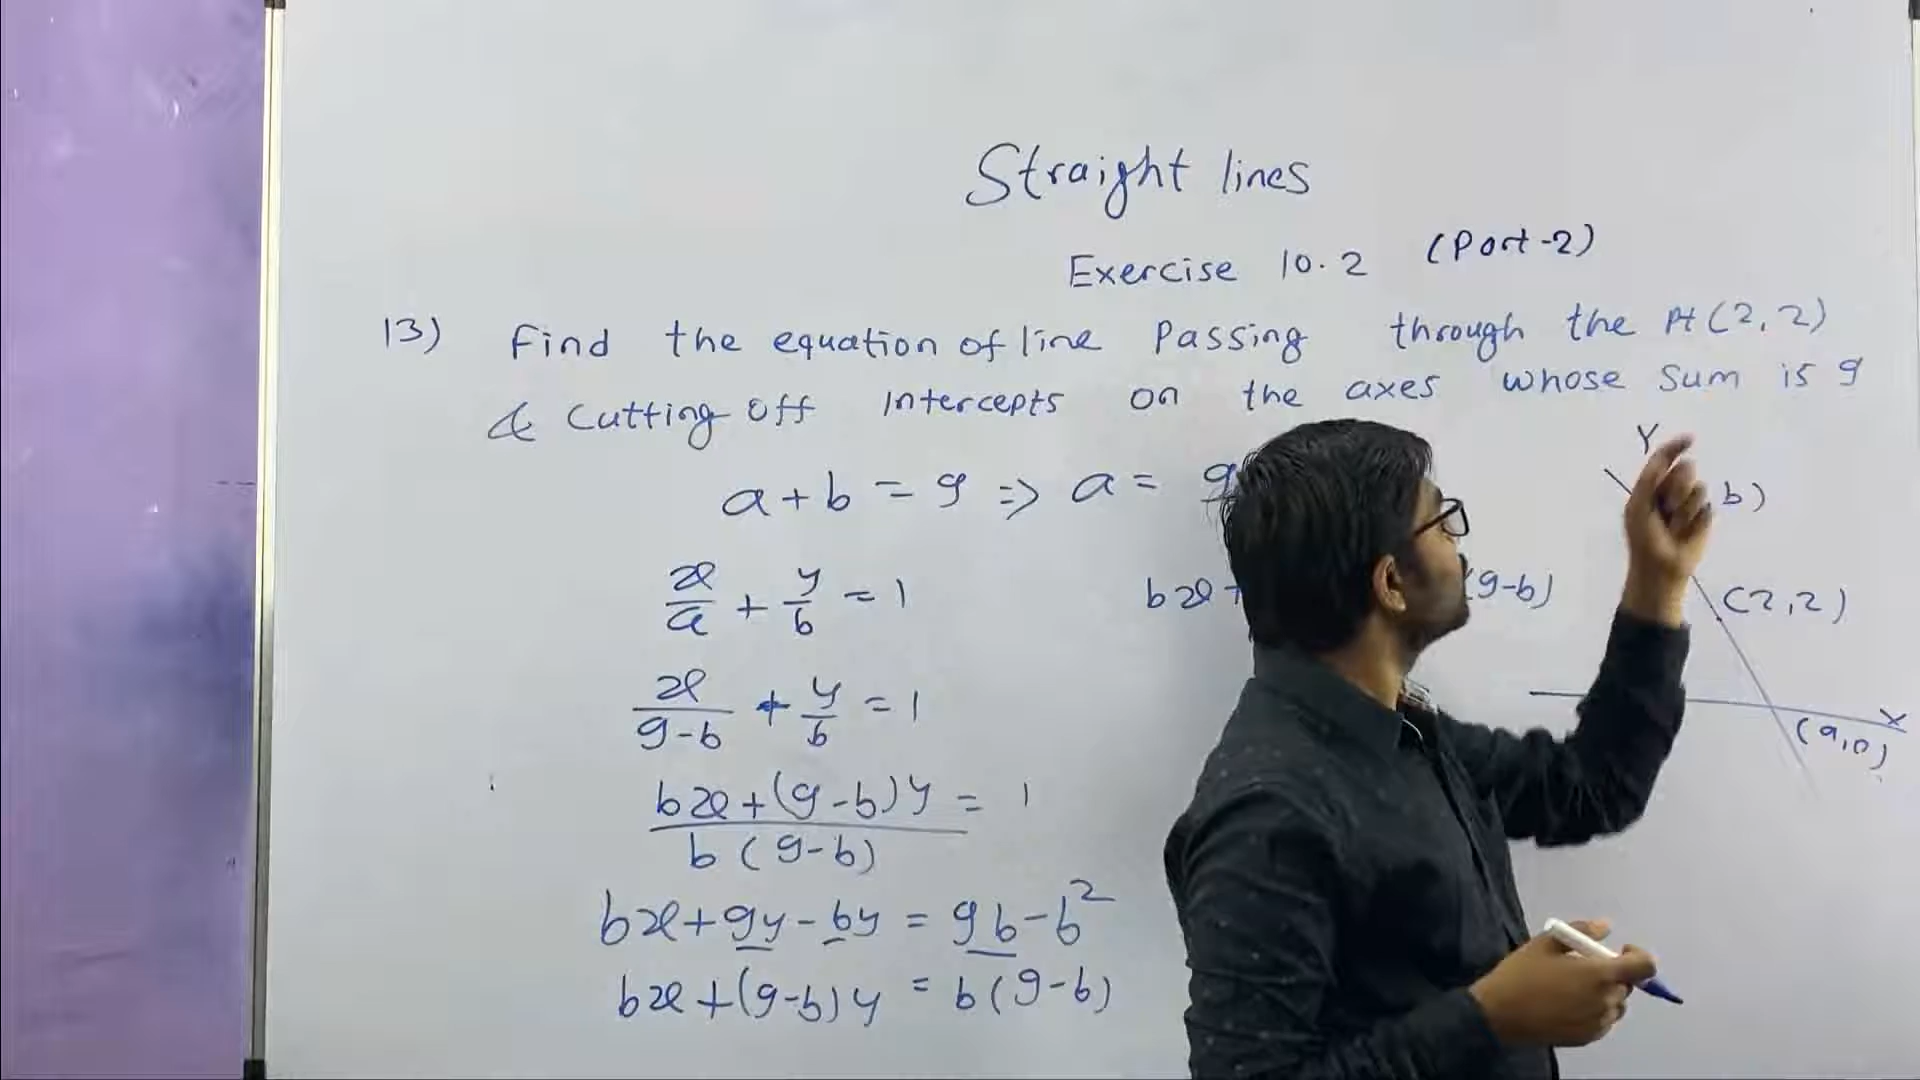 Straight lines
Exercise 10.2 (Part-2)
13) Find the equation of line Passing through the Pt (2,2)
& Cutting off Intercepts on the axes whose sum is 9
a + b = 9 => a = 9
x/a + y/b = 1
x/(9-b) + y/b = 1
(bx + (9-b)y)/(b(9-b)) = 1
bx + 9y - by = 9b - b²
bx + (9-b)y = b(9-b)
bx + (9-b)
Y
b)
(2,2)
X
(a,0)